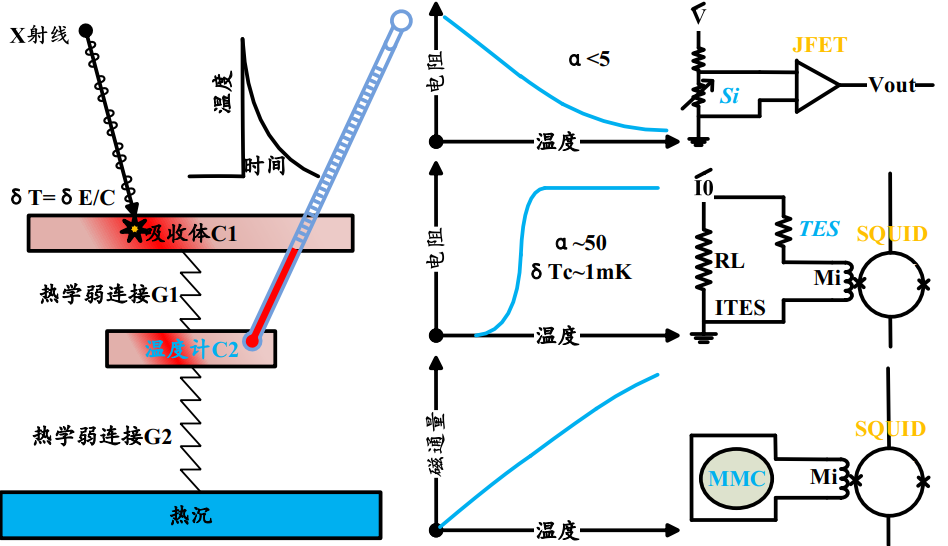 X射线
温度
时间
δ T= δ E/C
吸收体C1
热学弱连接G1
温度计C2
热学弱连接G2
热沉
电阻
α <5
温度
V
JFET
Si
Vout
电阻
α ~50
δ Tc~1mK
温度
I0
TES
SQUID
RL
Mi
ITES
磁通量
温度
SQUID
MMC
Mi